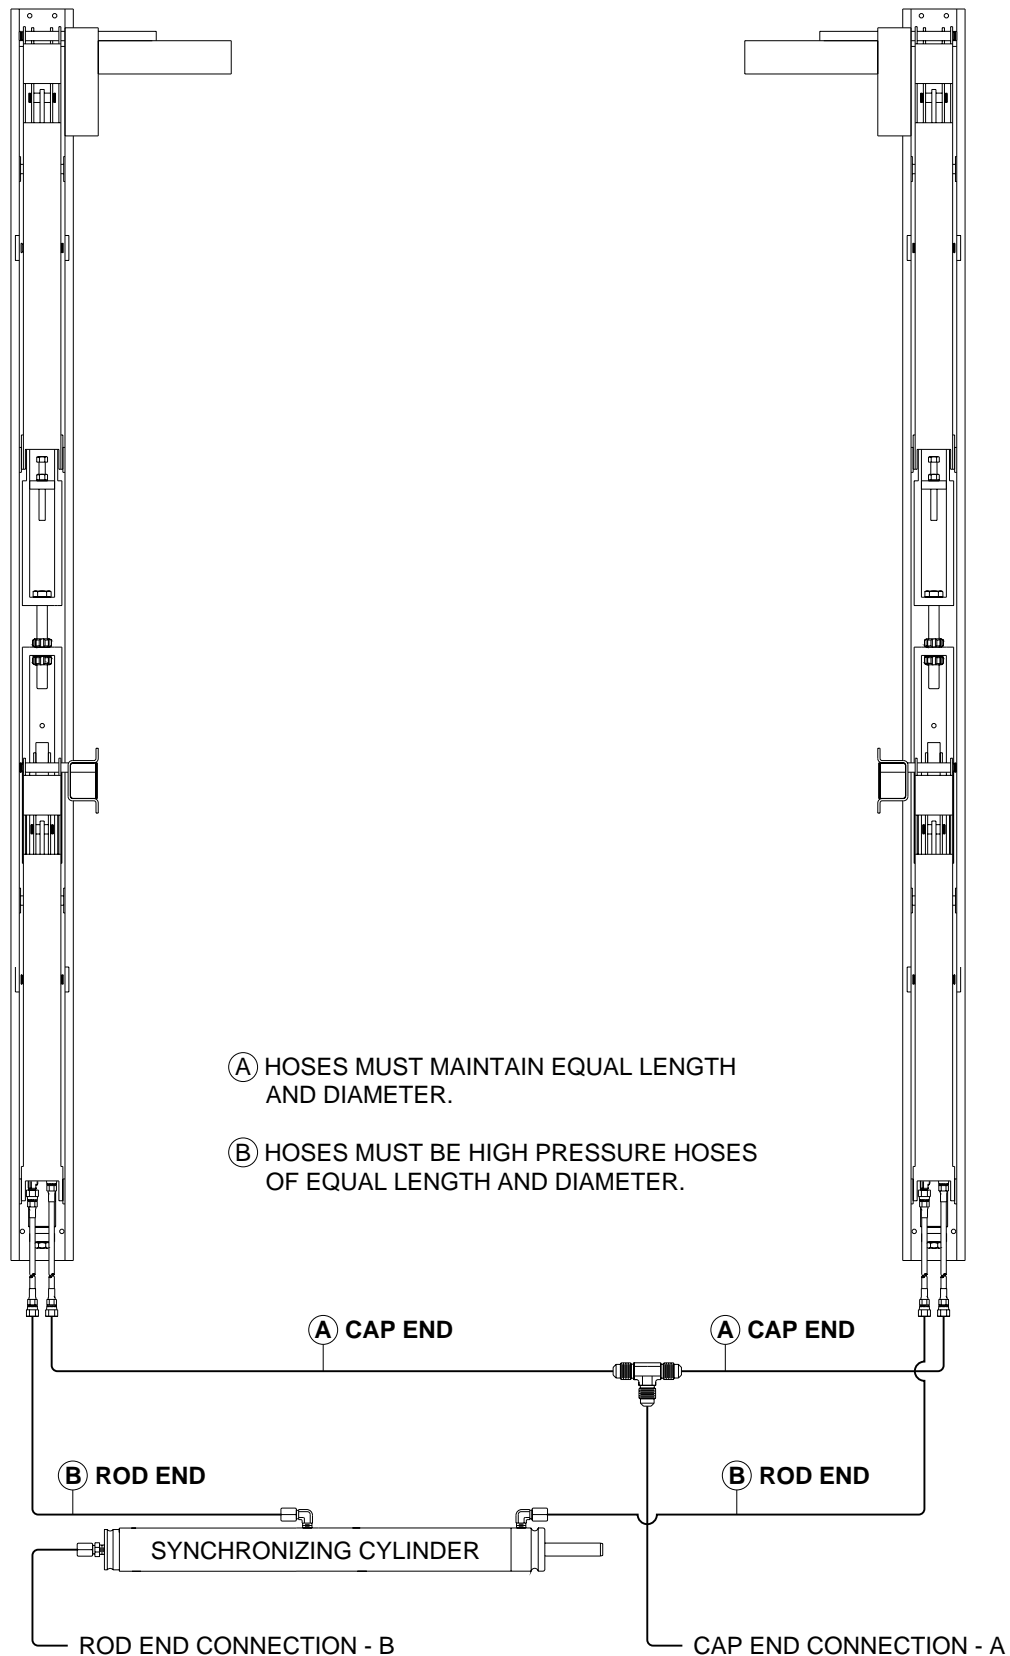 Ⓐ HOSES MUST MAINTAIN EQUAL LENGTH
AND DIAMETER.
Ⓑ HOSES MUST BE HIGH PRESSURE HOSES
OF EQUAL LENGTH AND DIAMETER.
Ⓐ CAP END
Ⓐ CAP END
Ⓑ ROD END
Ⓑ ROD END
SYNCHRONIZING CYLINDER
ROD END CONNECTION - B
CAP END CONNECTION - A